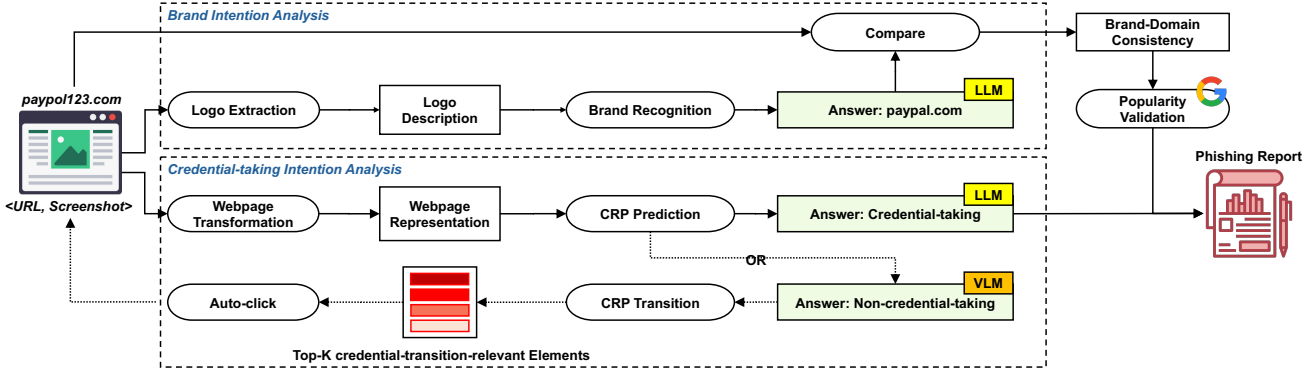 Brand Intention Analysis
Compare
Brand-Domain
Consistency
paypol123.com
Logo Extraction
Logo
Description
Brand Recognition
LLM
Answer: paypal.com
Popularity
Validation
<URL, Screenshot>
Credential-taking Intention Analysis
Webpage
Transformation
Webpage
Representation
CRP Prediction
LLM
Answer: Credential-taking
Phishing Report
OR
Auto-click
CRP Transition
VLM
Answer: Non-credential-taking
Top-K credential-transition-relevant Elements